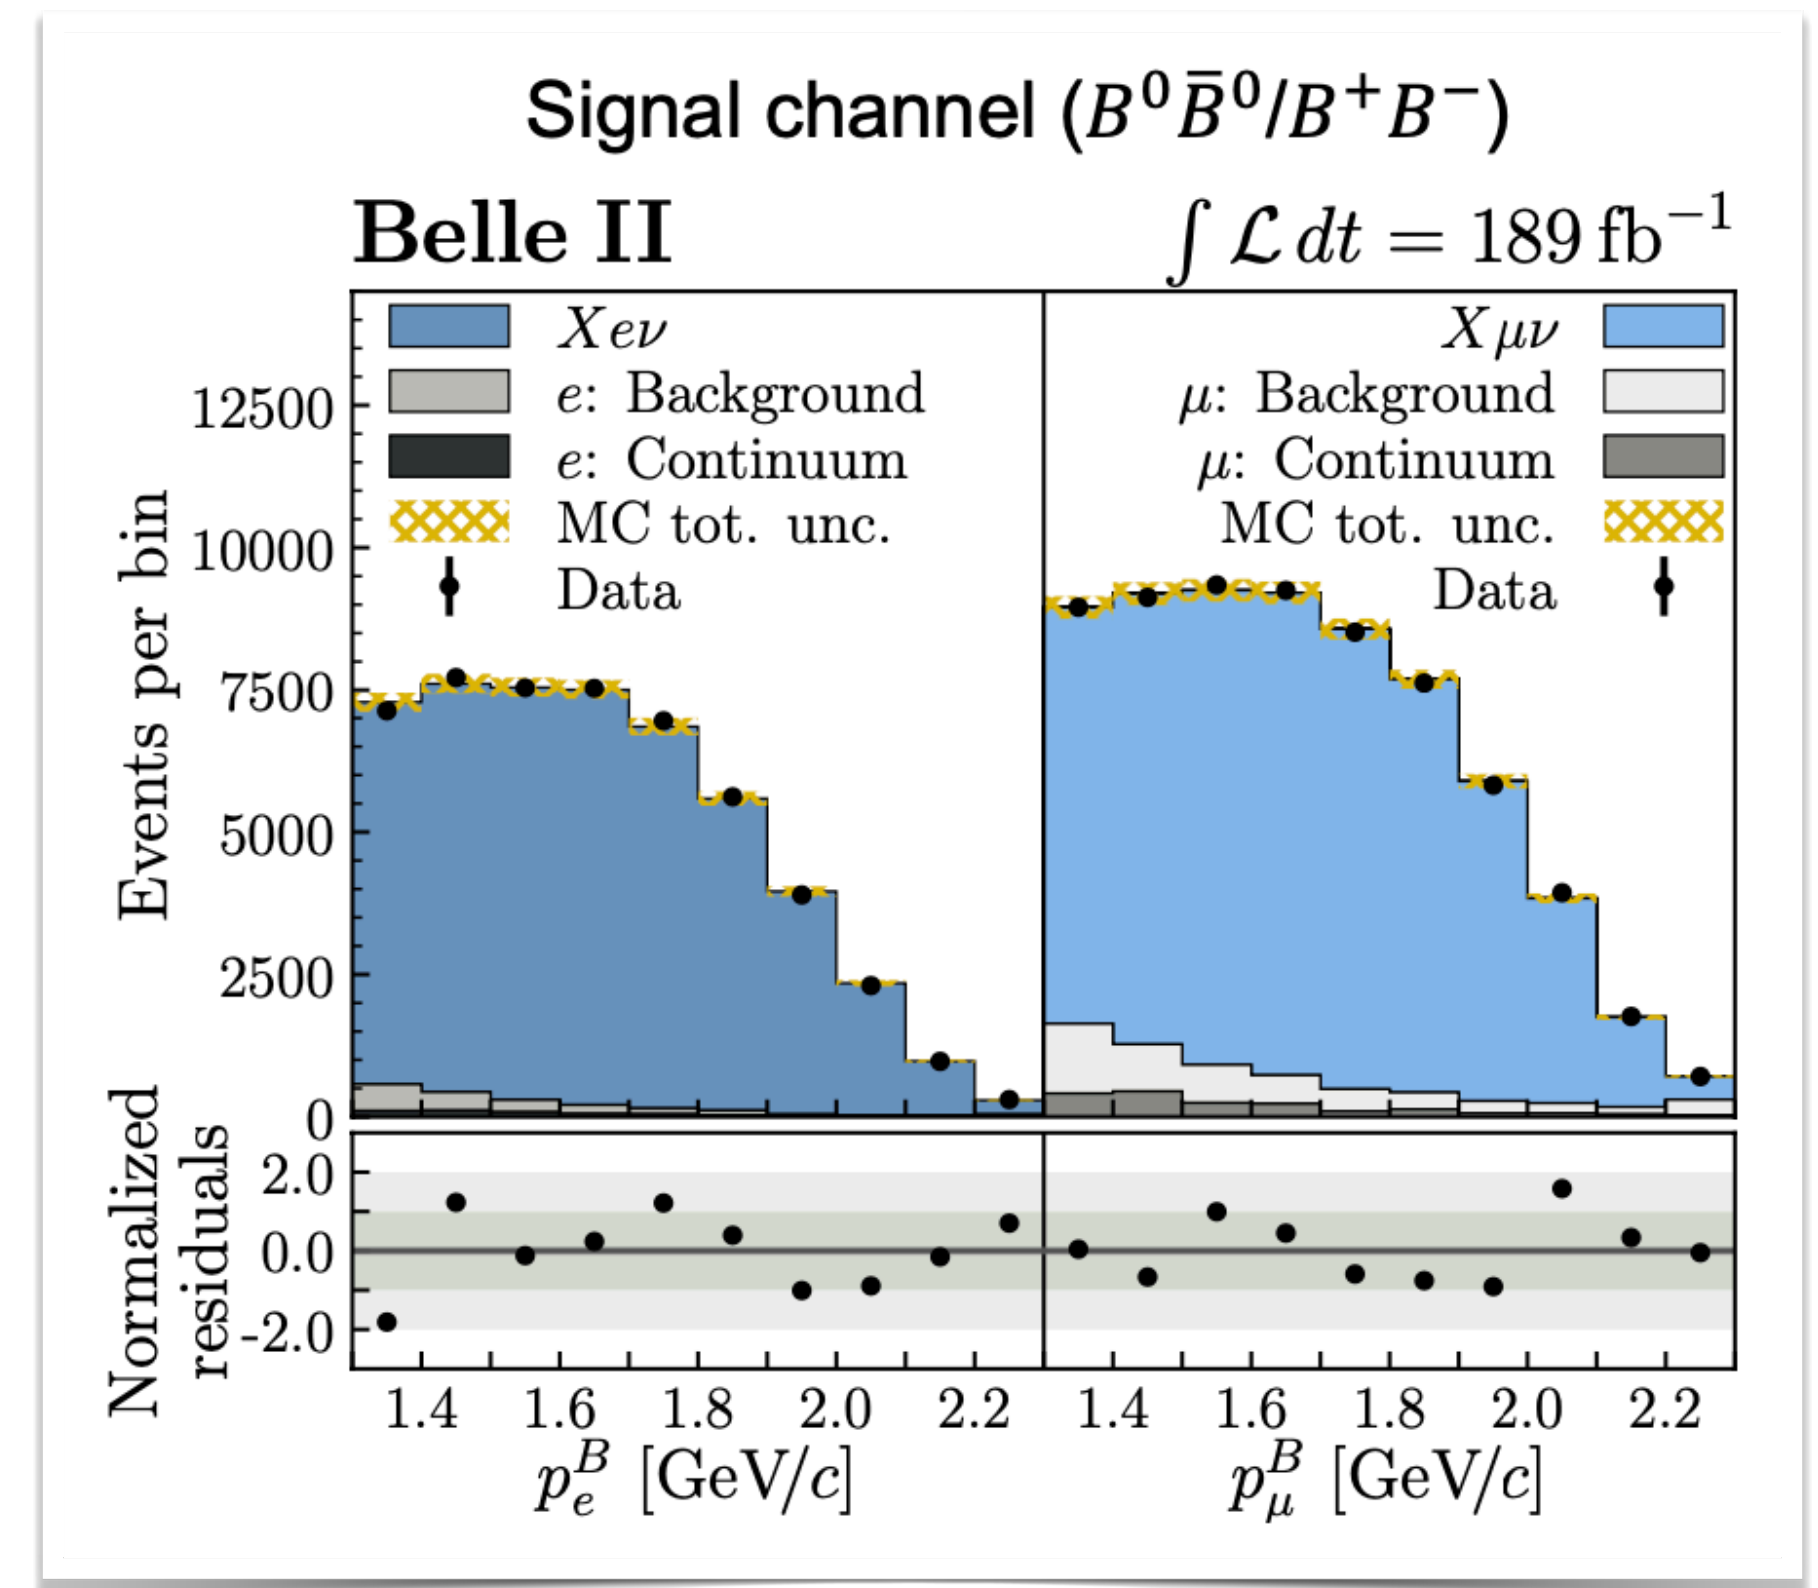 Signal channel (B⁰B̄⁰/B⁺B⁻)
Belle II
∫ ℒ dt = 189 fb⁻¹
Xeν
e: Background
e: Continuum
MC tot. unc.
Data
Xμν
μ: Background
μ: Continuum
MC tot. unc.
Data
Events per bin
12500
10000
7500
5000
2500
0
Normalized
residuals
2.0
0.0
-2.0
1.4 1.6 1.8 2.0 2.2 1.4 1.6 1.8 2.0 2.2
p_e^B [GeV/c]
p_μ^B [GeV/c]